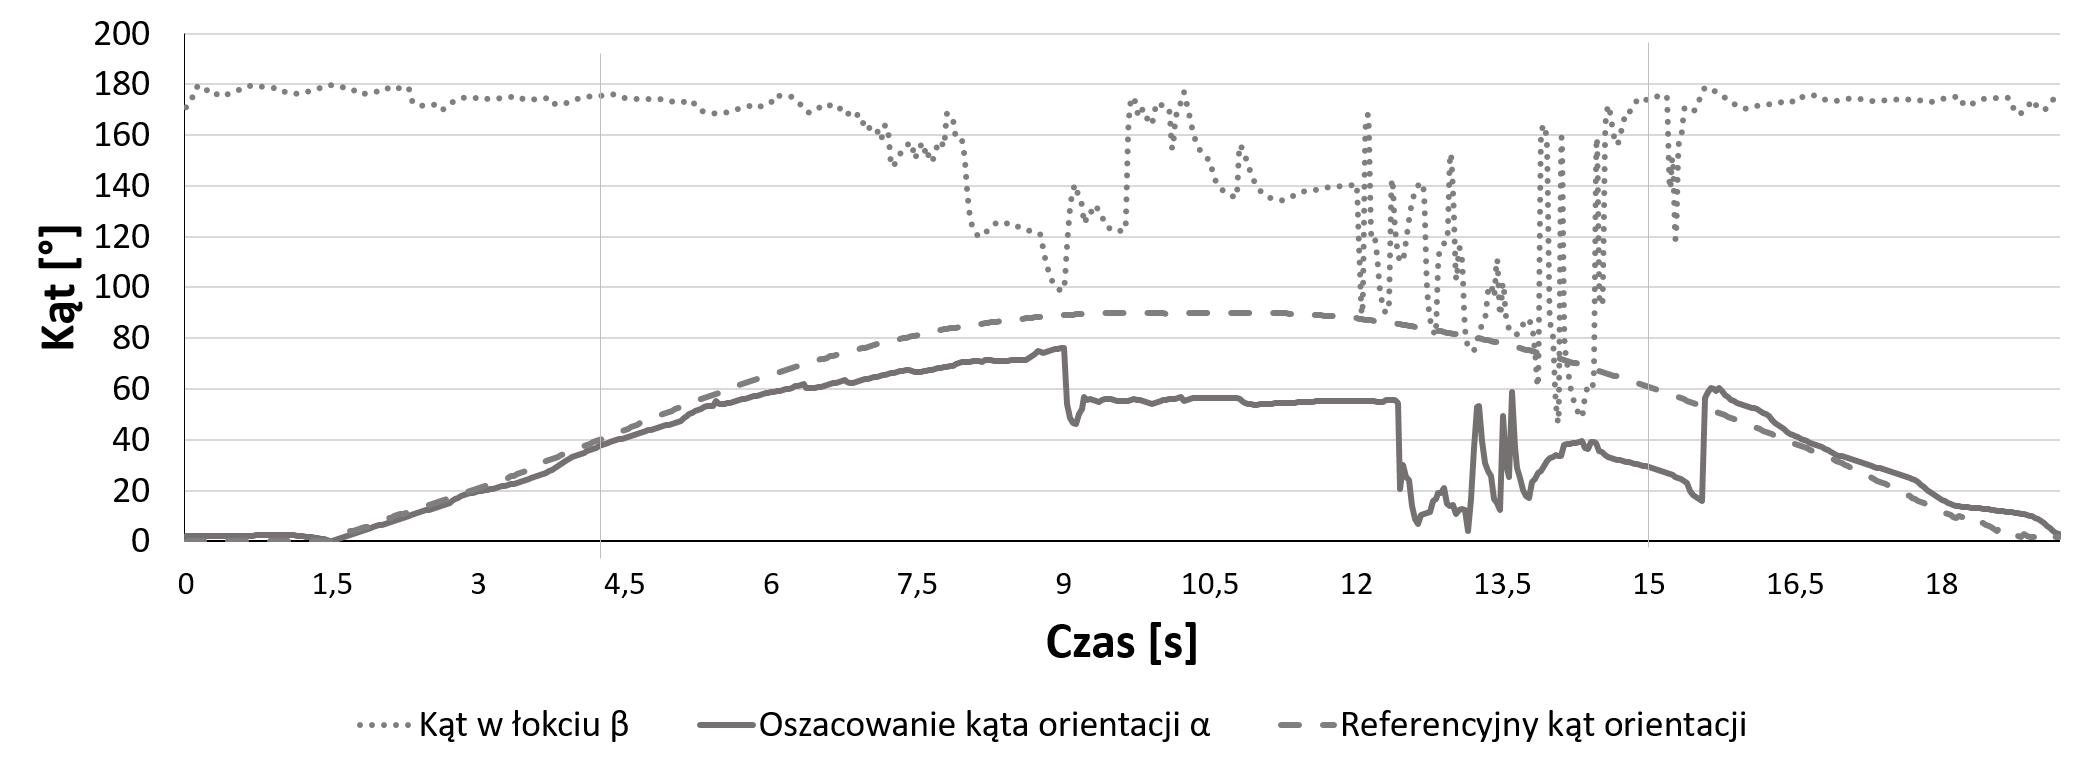 Kąt [°]
200
180
160
140
120
100
80
60
40
20
0
0 1,5 3 4,5 6 7,5 9 10,5 12 13,5 15 16,5 18
Czas [s]
Kąt w łokciu β Oszacowanie kąta orientacji α Referencyjny kąt orientacji